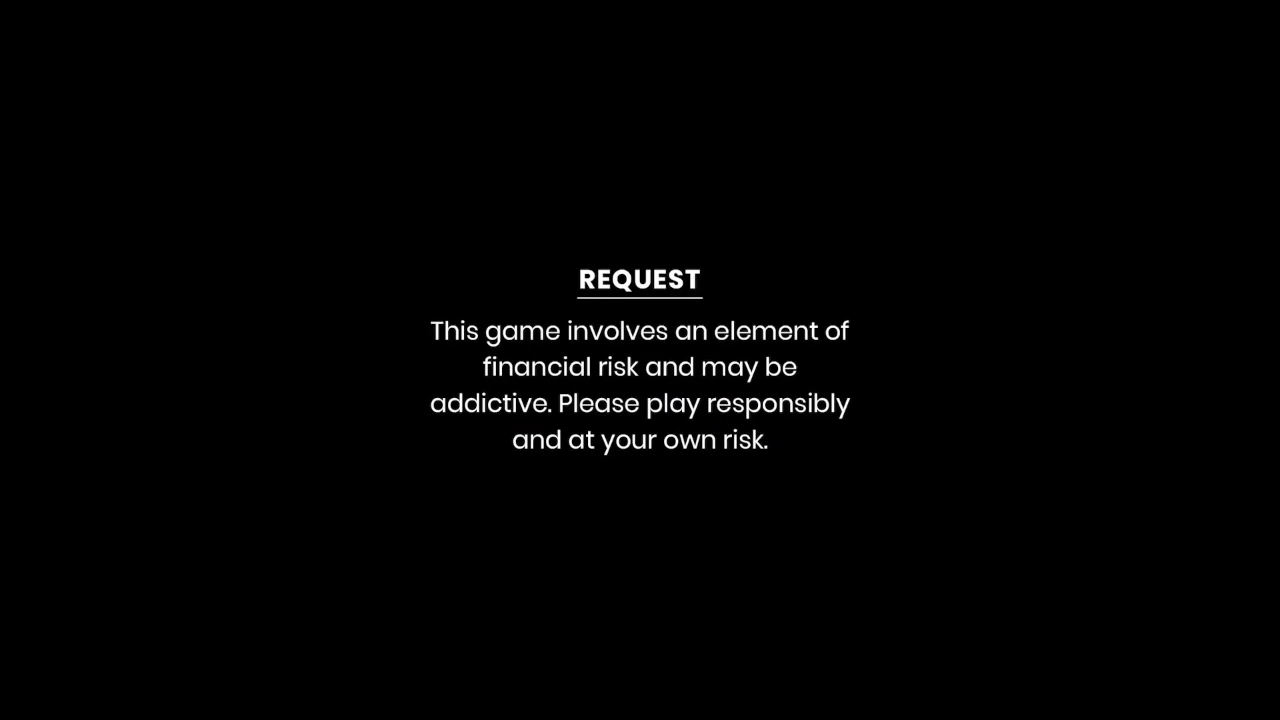 REQUEST
This game involves an element of
financial risk and may be
addictive. Please play responsibly
and at your own risk.